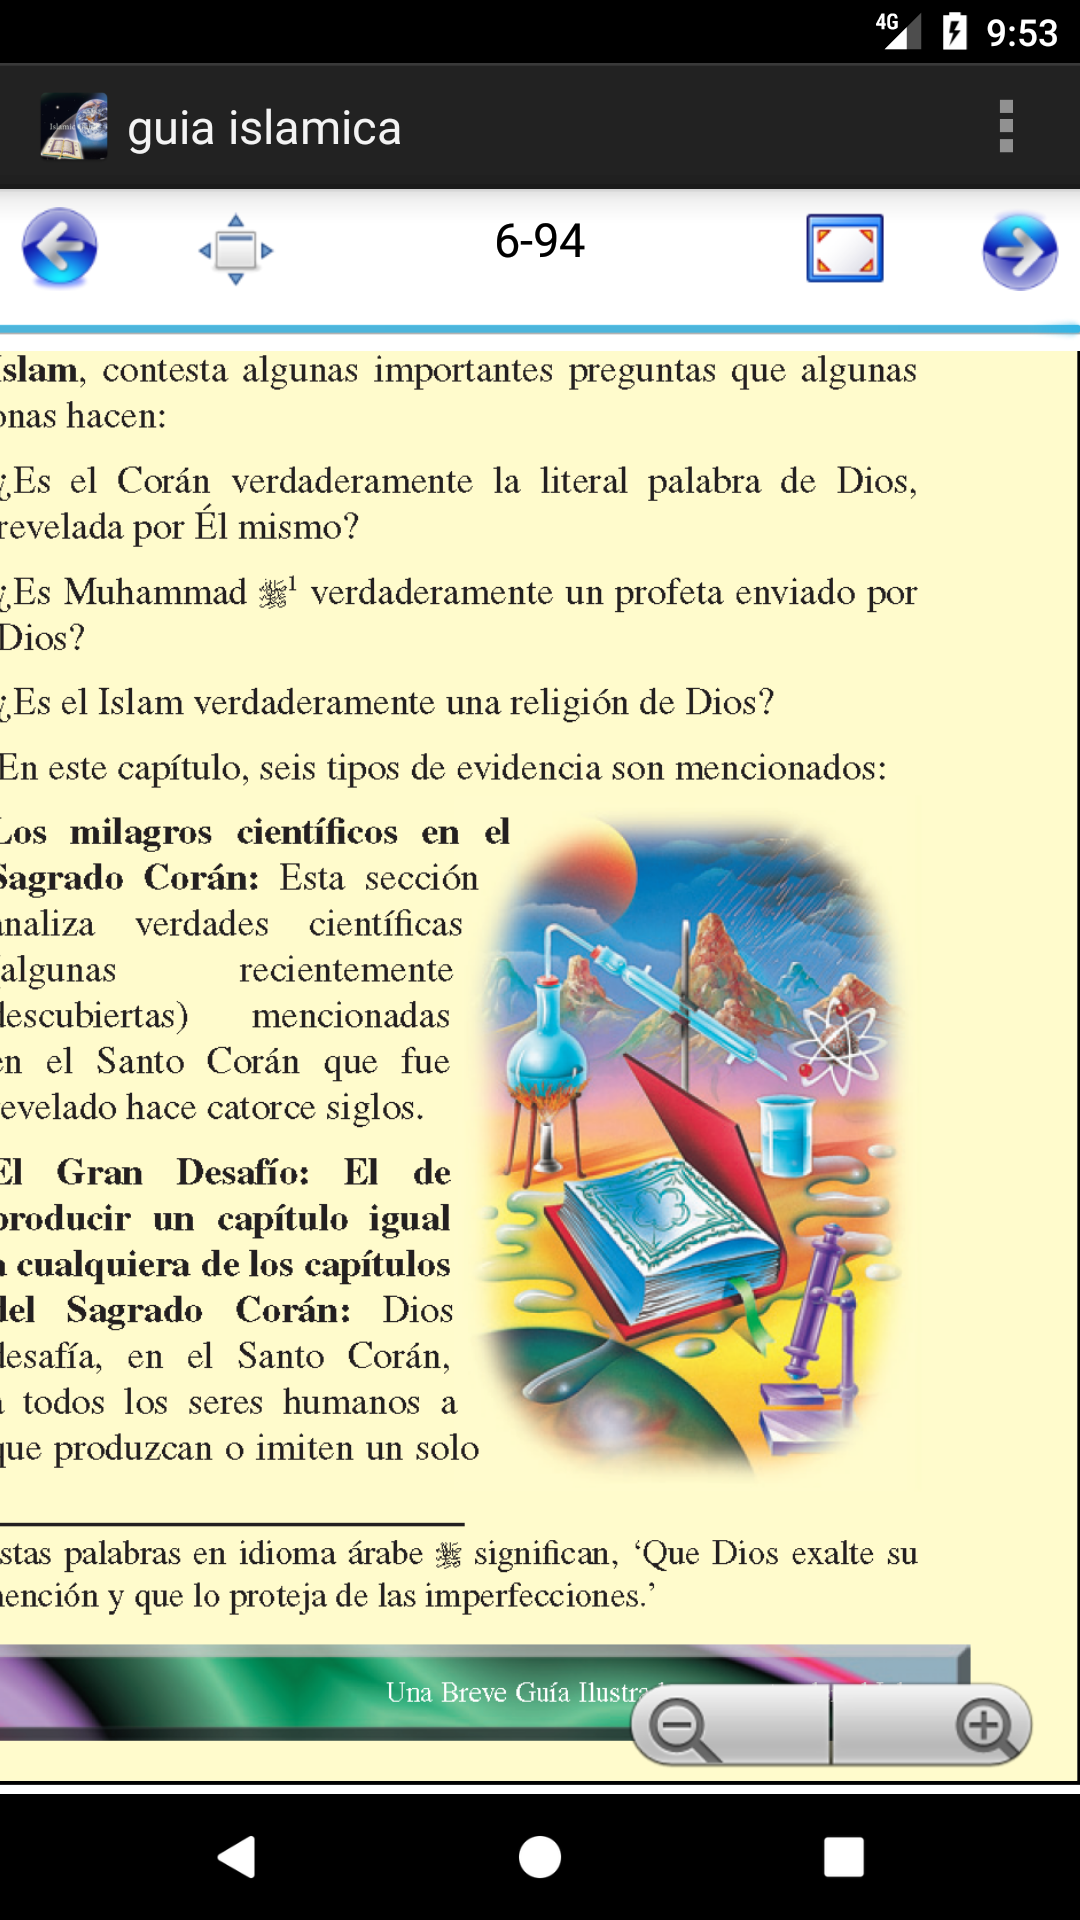 4G 9:53
guia islamica
6-94
Islam, contesta algunas importantes preguntas que algunas
onas hacen:
¿Es el Corán verdaderamente la literal palabra de Dios,
revelada por Él mismo?
¿Es Muhammad ﷺ1 verdaderamente un profeta enviado por
Dios?
¿Es el Islam verdaderamente una religión de Dios?
En este capítulo, seis tipos de evidencia son mencionados:
Los milagros científicos en el
Sagrado Corán: Esta sección
analiza verdades científicas
(algunas recientemente
descubiertas) mencionadas
en el Santo Corán que fue
revelado hace catorce siglos.
El Gran Desafío: El de
producir un capítulo igual
a cualquiera de los capítulos
del Sagrado Corán: Dios
desafía, en el Santo Corán,
a todos los seres humanos a
que produzcan o imiten un solo
stas palabras en idioma árabe ﷺ significan, ‘Que Dios exalte su
mención y que lo proteja de las imperfecciones.’
Una Breve Guía Ilustra